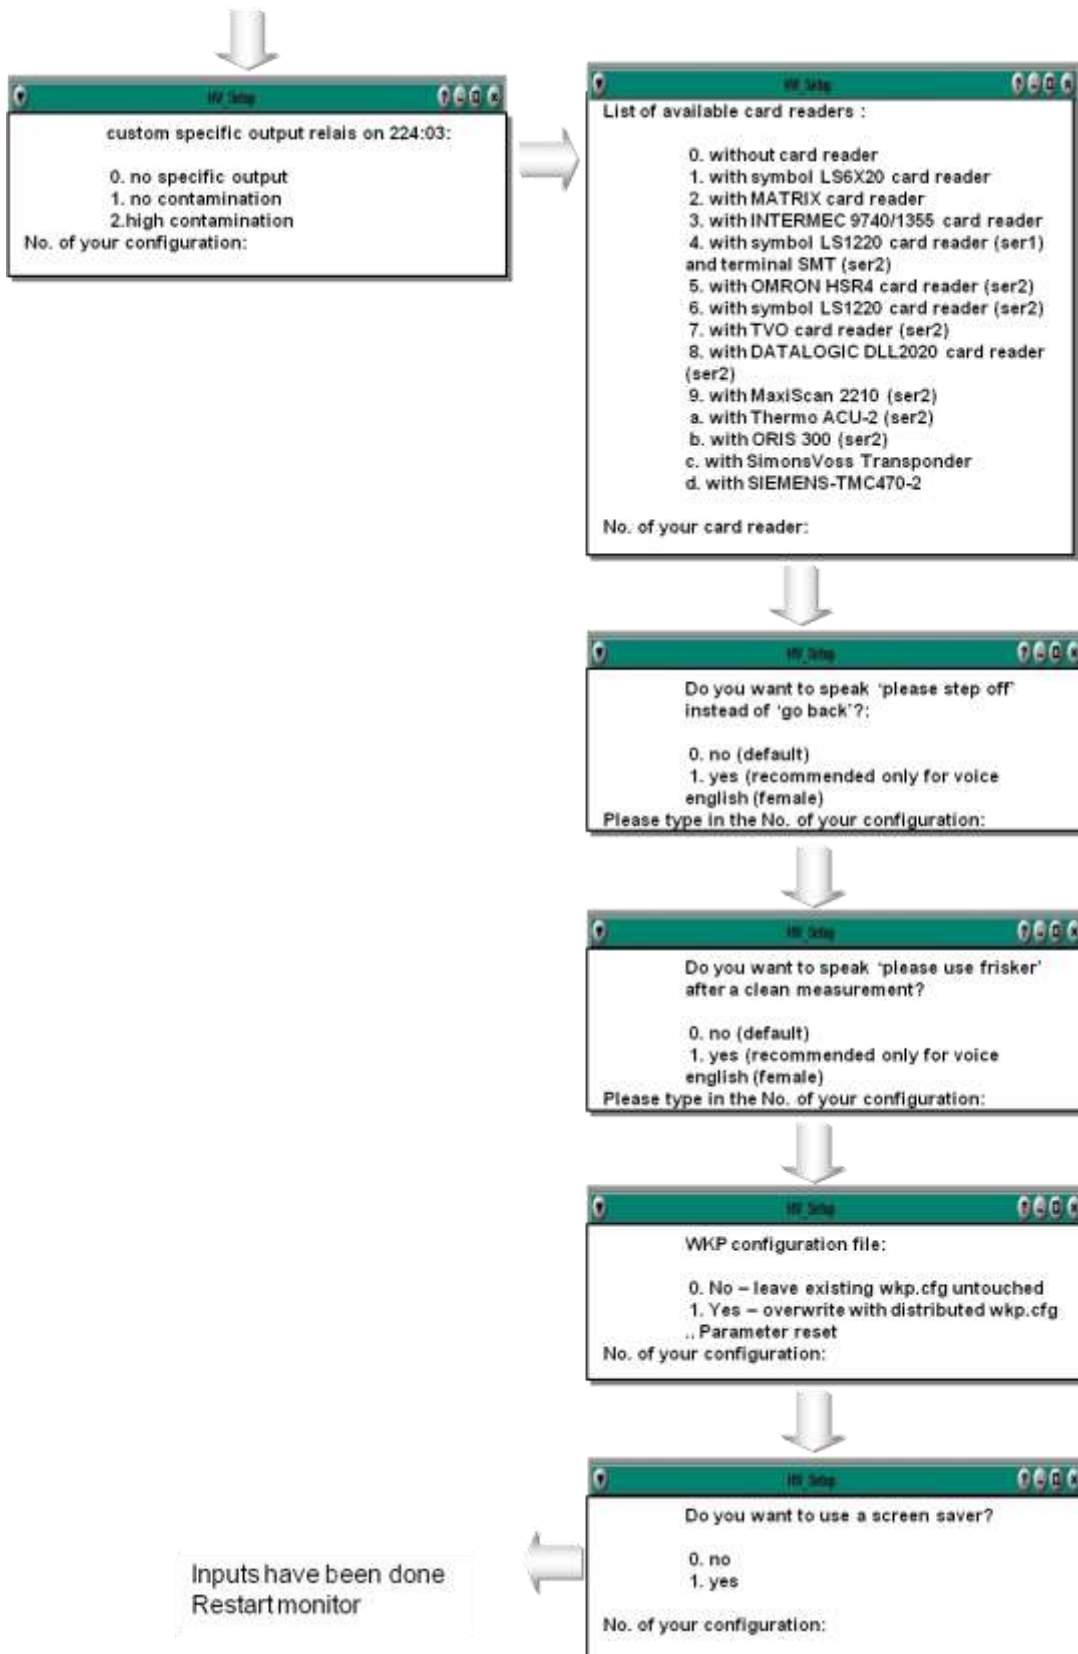 HW_Setup
custom specific output relais on 224:03:
0. no specific output
1. no contamination
2.high contamination
No. of your configuration:
HW_Setup
List of available card readers :
0. without card reader
1. with symbol LS6X20 card reader
2. with MATRIX card reader
3. with INTERMEC 9740/1355 card reader
4. with symbol LS1220 card reader (ser1)
and terminal SMT (ser2)
5. with OMRON HSR4 card reader (ser2)
6. with symbol LS1220 card reader (ser2)
7. with TVO card reader (ser2)
8. with DATALOGIC DLL2020 card reader
(ser2)
9. with MaxiScan 2210 (ser2)
a. with Thermo ACU-2 (ser2)
b. with ORIS 300 (ser2)
c. with SimonsVoss Transponder
d. with SIEMENS-TMC470-2
No. of your card reader:
HW_Setup
Do you want to speak 'please step off'
instead of 'go back'?:
0. no (default)
1. yes (recommended only for voice
english (female)
Please type in the No. of your configuration:
HW_Setup
Do you want to speak 'please use frisker'
after a clean measurement?
0. no (default)
1. yes (recommended only for voice
english (female)
Please type in the No. of your configuration:
HW_Setup
WKP configuration file:
0. No – leave existing wkp.cfg untouched
1. Yes – overwrite with distributed wkp.cfg
.. Parameter reset
No. of your configuration:
HW_Setup
Do you want to use a screen saver?
0. no
1. yes
No. of your configuration:
Inputs have been done
Restart monitor